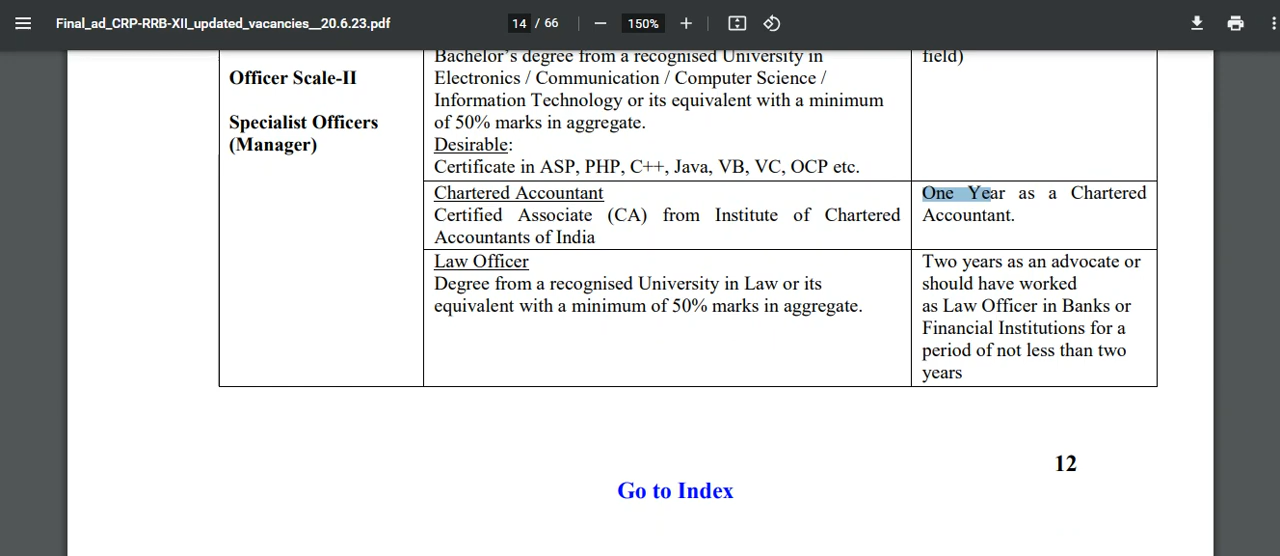 Final_ad_CRP-RRB-XII_updated_vacancies__20.6.23.pdf
14 / 66
150%
Officer Scale-II
Specialist Officers
(Manager)
Bachelor's degree from a recognised University in
Electronics / Communication / Computer Science /
Information Technology or its equivalent with a minimum
of 50% marks in aggregate.
Desirable:
Certificate in ASP, PHP, C++, Java, VB, VC, OCP etc.
field)
Chartered Accountant
Certified Associate (CA) from Institute of Chartered
Accountants of India
One Year as a Chartered
Accountant.
Law Officer
Degree from a recognised University in Law or its
equivalent with a minimum of 50% marks in aggregate.
Two years as an advocate or
should have worked
as Law Officer in Banks or
Financial Institutions for a
period of not less than two
years
12
Go to Index